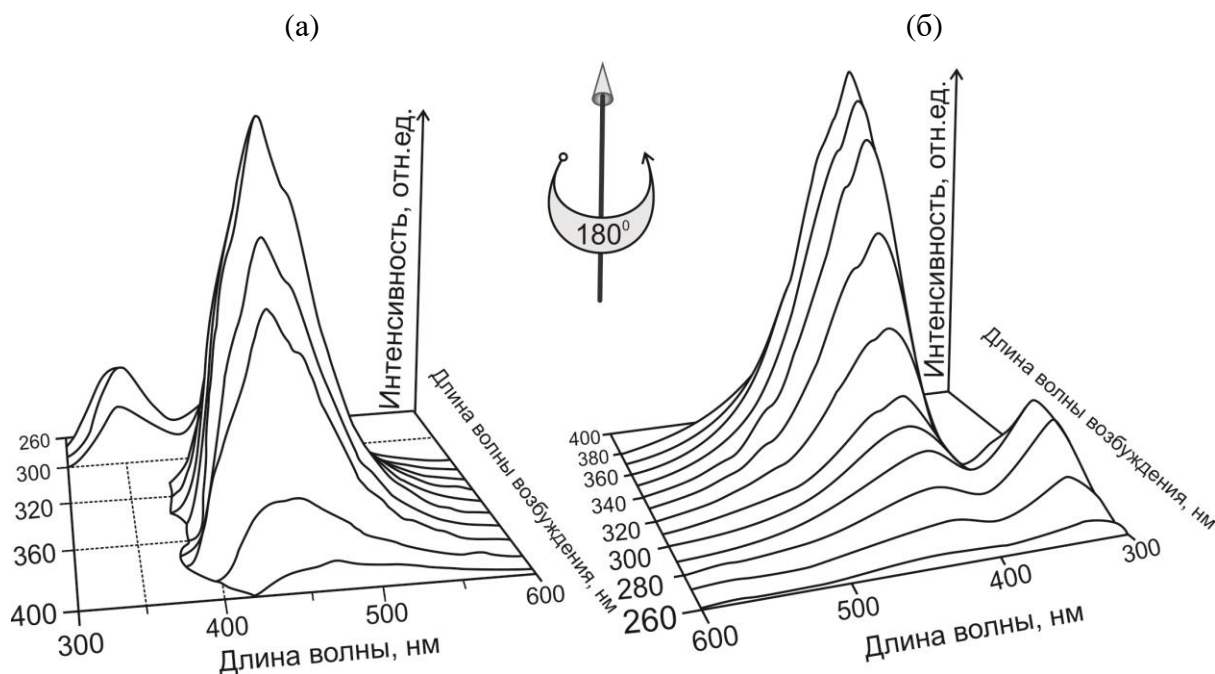 (а)
(б)
Интенсивность, отн.ед.
Длина волны возбуждения, нм
260
300
320
360
400
300
400
500
600
Длина волны, нм
180⁰
Интенсивность, отн.ед.
Длина волны возбуждения, нм
400
380
360
340
320
300
280
260
600
500
400
300
Длина волны, нм